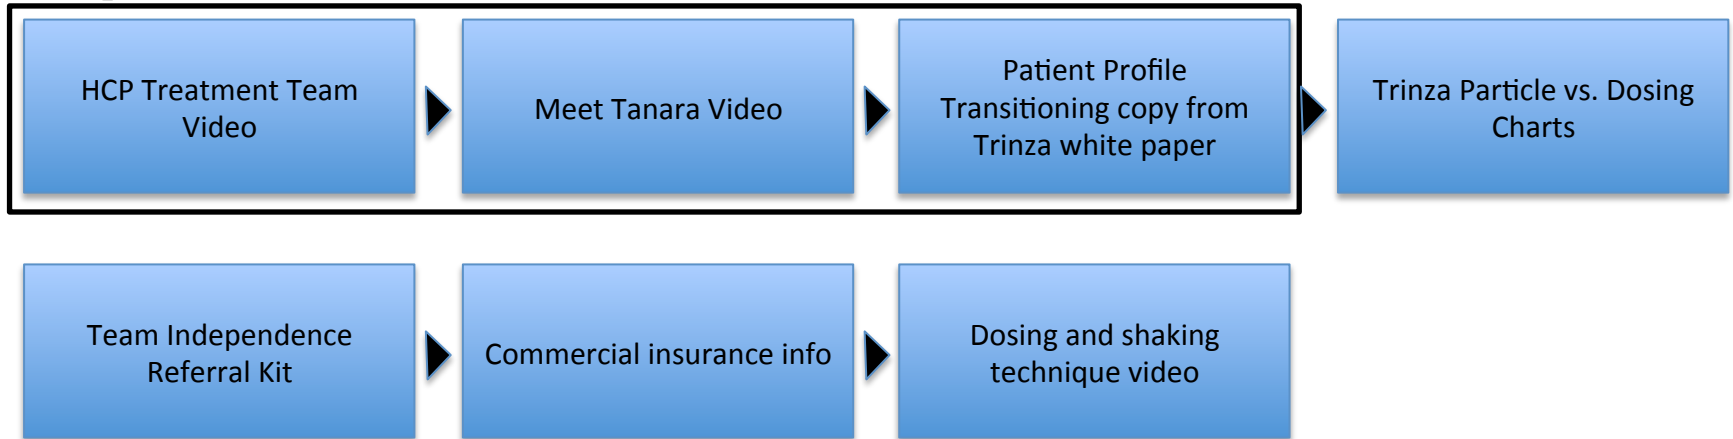 HCP Treatment Team
Video
Meet Tanara Video
Patient Profile
Transitioning copy from
Trinza white paper
Trinza Particle vs. Dosing
Charts
Team Independence
Referral Kit
Commercial insurance info
Dosing and shaking
technique video